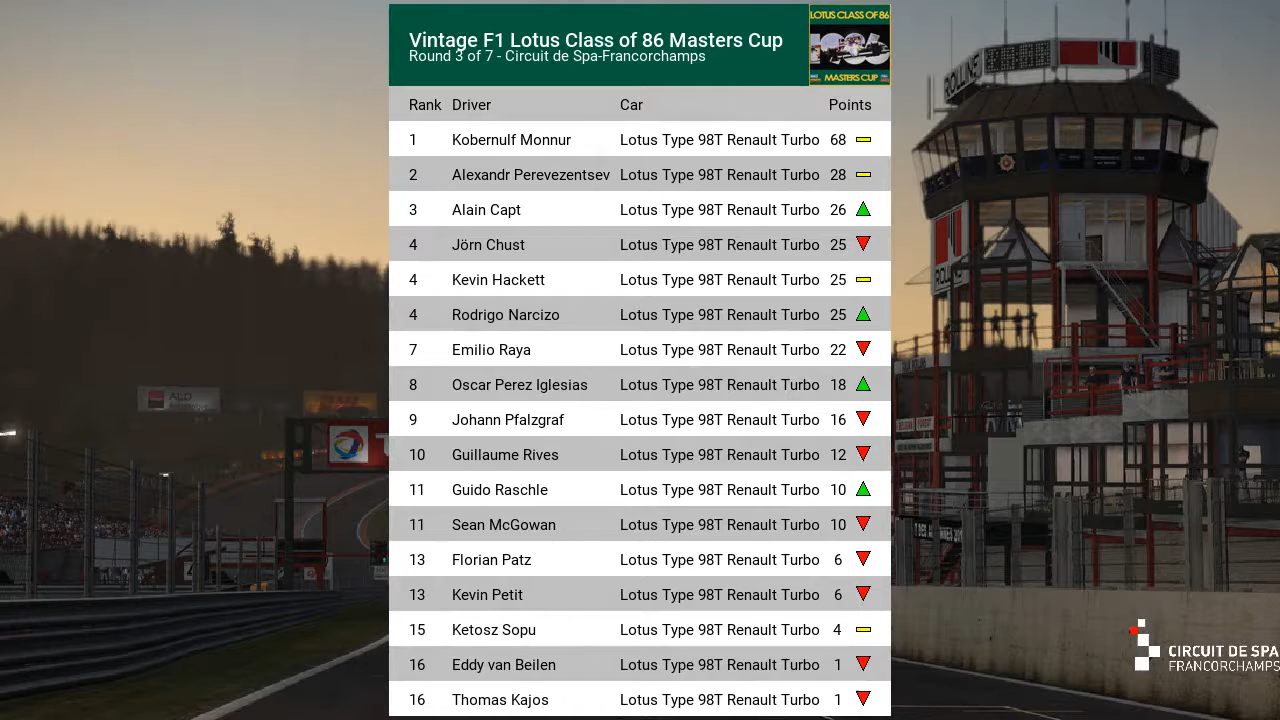 Vintage F1 Lotus Class of 86 Masters Cup
Round 3 of 7 - Circuit de Spa-Francorchamps
LOTUS CLASS OF 86
1986
MASTERS CUP
Rank Driver Car Points
1 Kobernulf Monnur Lotus Type 98T Renault Turbo 68
2 Alexandr Perevezentsev Lotus Type 98T Renault Turbo 28
3 Alain Capt Lotus Type 98T Renault Turbo 26
4 Jörn Chust Lotus Type 98T Renault Turbo 25
4 Kevin Hackett Lotus Type 98T Renault Turbo 25
4 Rodrigo Narcizo Lotus Type 98T Renault Turbo 25
7 Emilio Raya Lotus Type 98T Renault Turbo 22
8 Oscar Perez Iglesias Lotus Type 98T Renault Turbo 18
9 Johann Pfalzgraf Lotus Type 98T Renault Turbo 16
10 Guillaume Rives Lotus Type 98T Renault Turbo 12
11 Guido Raschle Lotus Type 98T Renault Turbo 10
11 Sean McGowan Lotus Type 98T Renault Turbo 10
13 Florian Patz Lotus Type 98T Renault Turbo 6
13 Kevin Petit Lotus Type 98T Renault Turbo 6
15 Ketosz Sopu Lotus Type 98T Renault Turbo 4
16 Eddy van Beilen Lotus Type 98T Renault Turbo 1
16 Thomas Kajos Lotus Type 98T Renault Turbo 1
ALD
CIRCUIT DE SPA
FRANCORCHAMPS